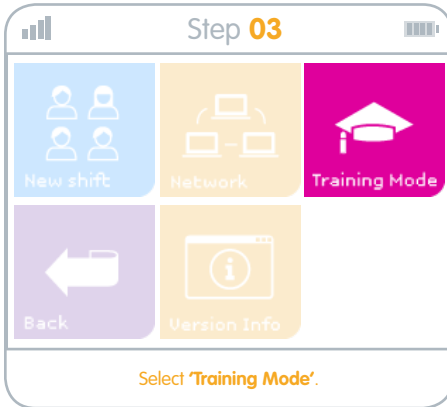 Step 03
New shift
Network
Training Mode
Back
Version Info
Select 'Training Mode'.